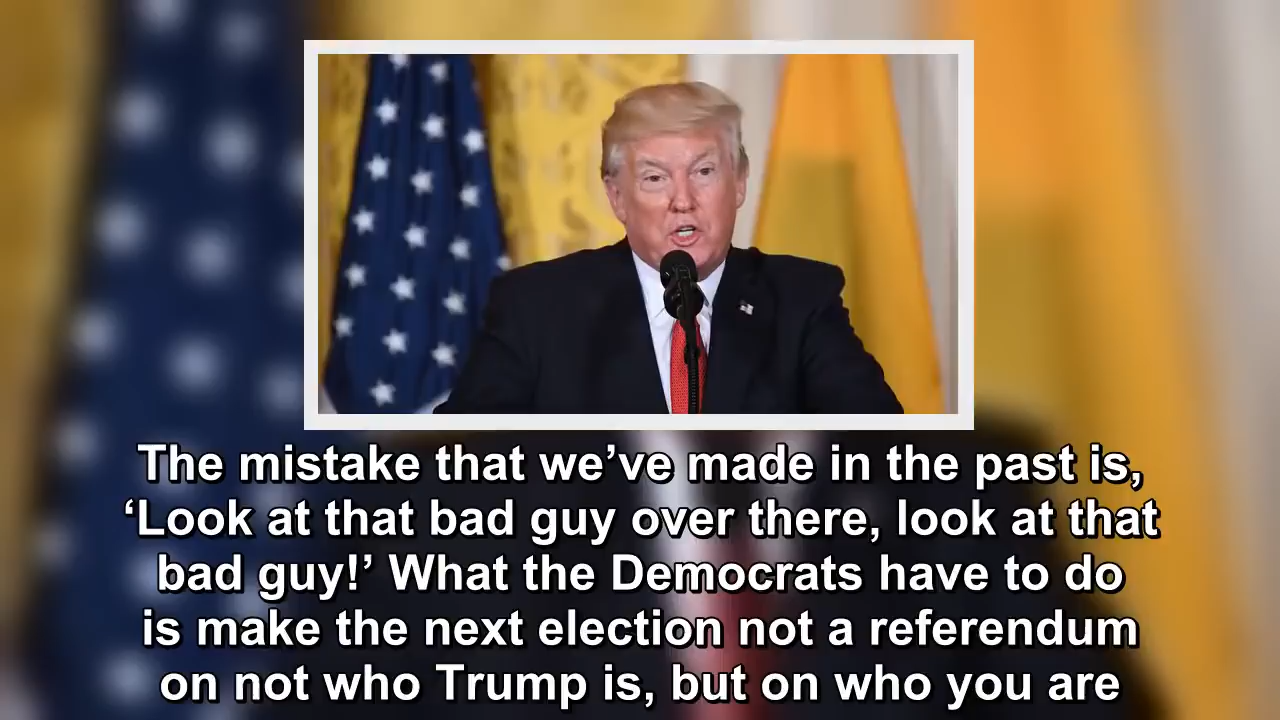 The mistake that we’ve made in the past is,
‘Look at that bad guy over there, look at that
bad guy!’ What the Democrats have to do
is make the next election not a referendum
on not who Trump is, but on who you are